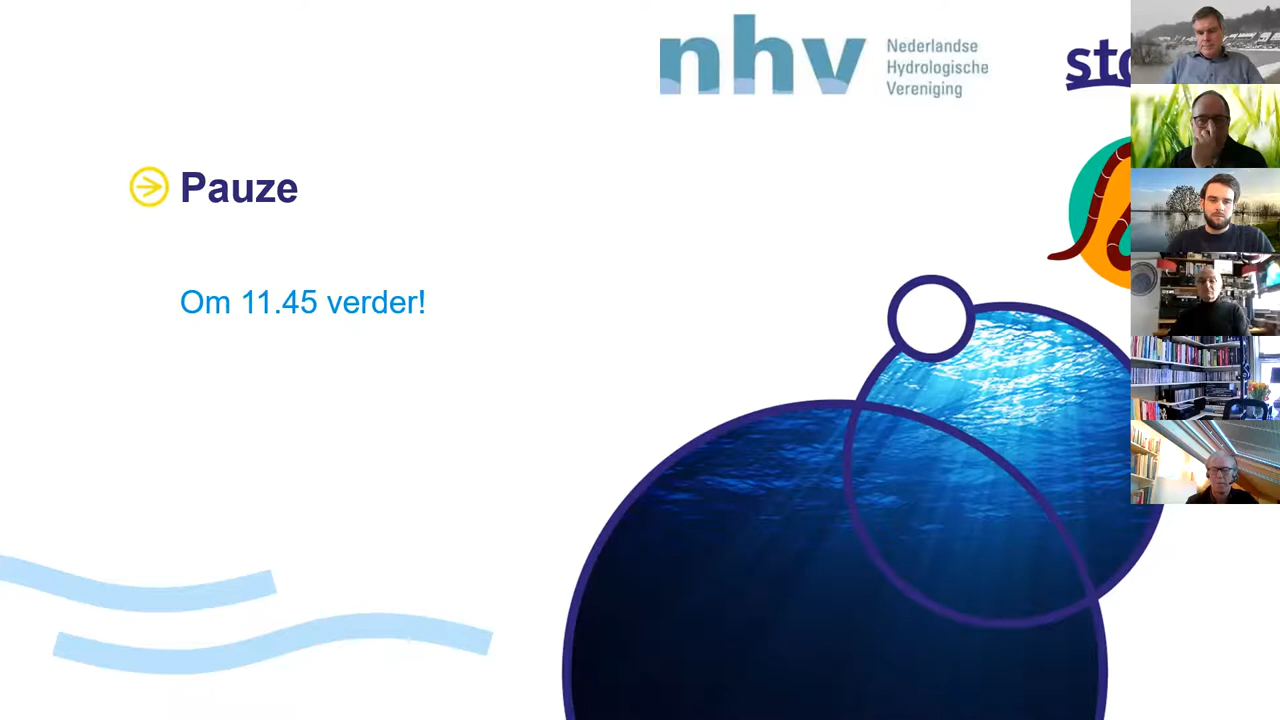 nhv
Nederlandse
Hydrologische
Vereniging
Pauze
Om 11.45 verder!